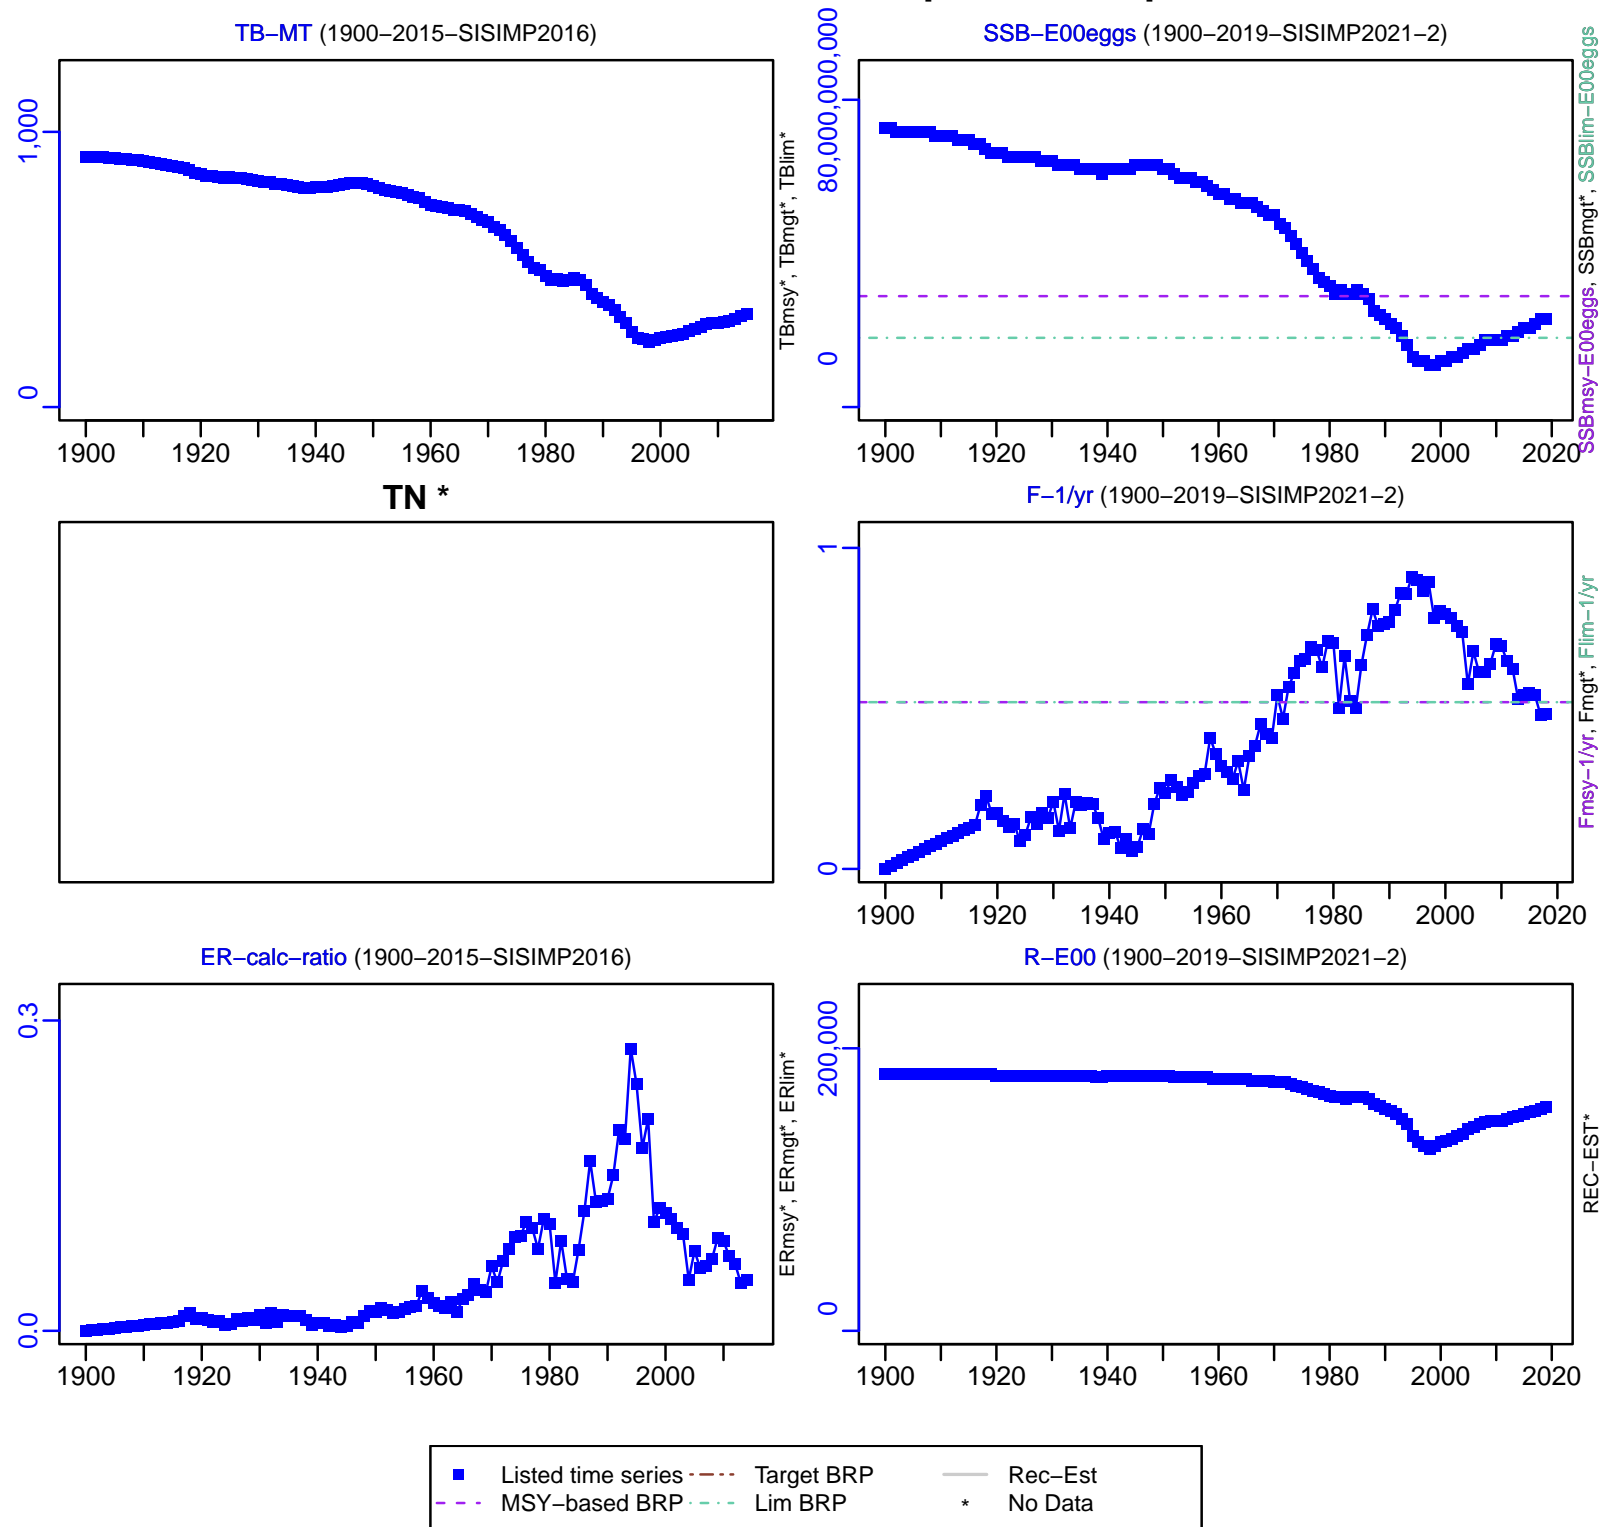 TB−MT (1900−2015−SISIMP2016)
1,000
0
TBmsy*, TBmgt*, TBlim*
1900 1920 1940 1960 1980 2000
SSB−E00eggs (1900−2019−SISIMP2021−2)
80,000,000
0
SSBmsy−E00eggs, SSBmgt*, SSBlim−E00eggs
1900 1920 1940 1960 1980 2000 2020
TN *
F−1/yr (1900−2019−SISIMP2021−2)
1
0
Fmsy−1/yr, Fmgt*, Flim−1/yr
1900 1920 1940 1960 1980 2000 2020
ER−calc−ratio (1900−2015−SISIMP2016)
0.3
0.0
ERmsy*, ERmgt*, ERlim*
1900 1920 1940 1960 1980 2000
R−E00 (1900−2019−SISIMP2021−2)
200,000
0
REC−EST*
1900 1920 1940 1960 1980 2000 2020
Listed time series Target BRP Rec−Est
MSY−based BRP Lim BRP * No Data